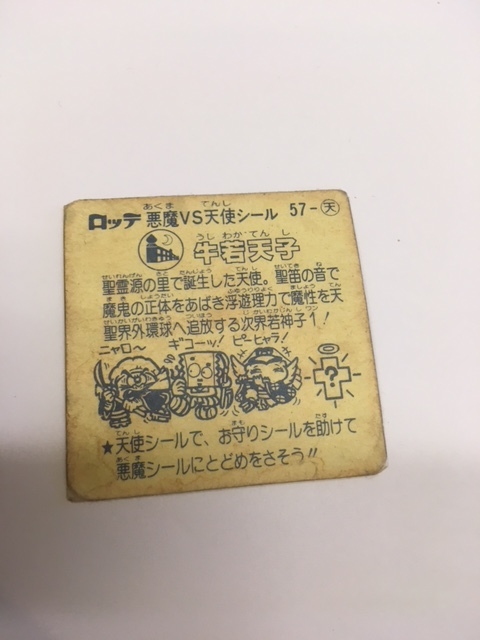 ロッテ 悪魔VS天使シール 57-天
牛若天子
聖霊源の里で誕生した天使。聖笛の音で
魔鬼の正体をあばき浮遊理力で魔性を天
聖界外環球へ追放する次界若神子1!
ニャロ〜 ギコーッ! ピーヒャラ!
★天使シールで、お守りシールを助けて
悪魔シールにとどめをさそう!!